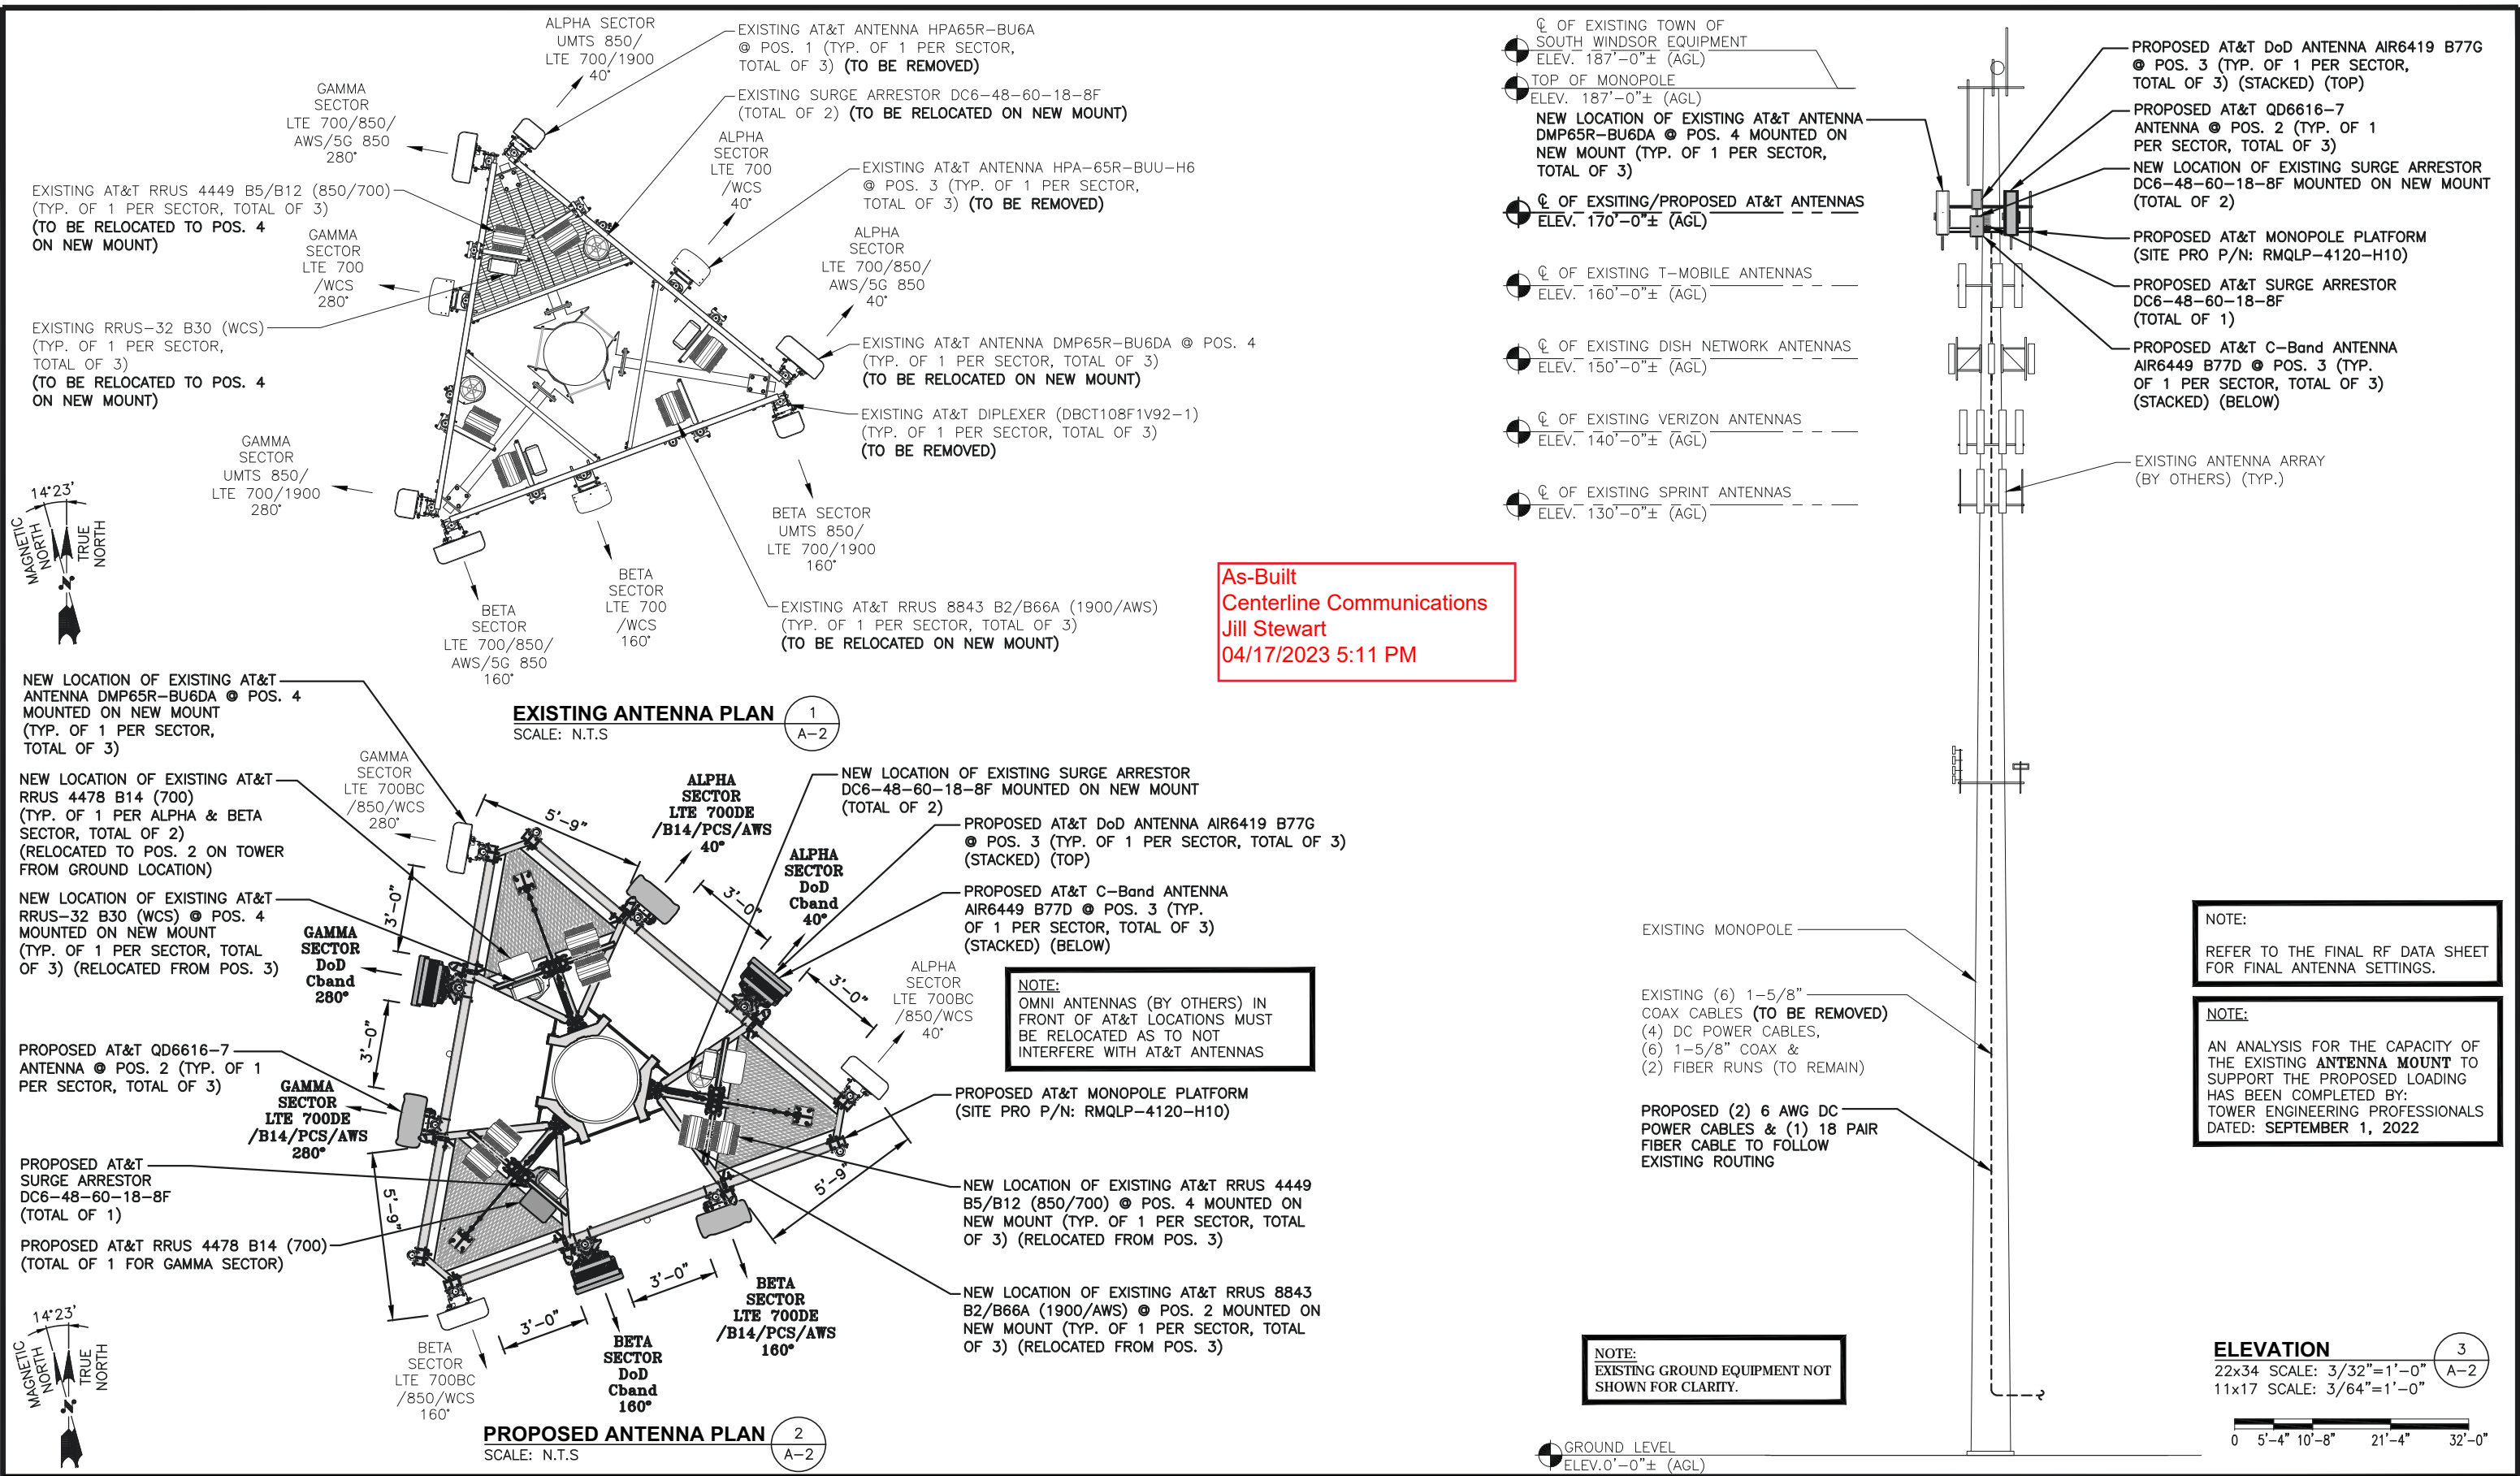 ALPHA SECTOR
UMTS 850/
LTE 700/1900
40°
EXISTING AT&T ANTENNA HPA65R-BU6A
@ POS. 1 (TYP. OF 1 PER SECTOR,
TOTAL OF 3) (TO BE REMOVED)
GAMMA
SECTOR
LTE 700/850/
AWS/5G 850
280°
EXISTING SURGE ARRESTOR DC6-48-60-18-8F
(TOTAL OF 2) (TO BE RELOCATED ON NEW MOUNT)
ALPHA
SECTOR
LTE 700
/WCS
40°
EXISTING AT&T ANTENNA HPA-65R-BUU-H6
@ POS. 3 (TYP. OF 1 PER SECTOR,
TOTAL OF 3) (TO BE REMOVED)
EXISTING AT&T RRUS 4449 B5/B12 (850/700)
(TYP. OF 1 PER SECTOR, TOTAL OF 3)
(TO BE RELOCATED TO POS. 4
ON NEW MOUNT)
GAMMA
SECTOR
LTE 700
/WCS
280°
ALPHA
SECTOR
LTE 700/850/
AWS/5G 850
40°
EXISTING RRUS-32 B30 (WCS)
(TYP. OF 1 PER SECTOR,
TOTAL OF 3)
(TO BE RELOCATED TO POS. 4
ON NEW MOUNT)
EXISTING AT&T ANTENNA DMP65R-BU6DA @ POS. 4
(TYP. OF 1 PER SECTOR, TOTAL OF 3)
(TO BE RELOCATED ON NEW MOUNT)
EXISTING AT&T DIPLEXER (DBCT108F1V92-1)
(TYP. OF 1 PER SECTOR, TOTAL OF 3)
(TO BE REMOVED)
GAMMA
SECTOR
UMTS 850/
LTE 700/1900
280°
14°23'
MAGNETIC
NORTH
TRUE
NORTH
N
BETA SECTOR
UMTS 850/
LTE 700/1900
160°
BETA
SECTOR
LTE 700
/WCS
160°
BETA
SECTOR
LTE 700/850/
AWS/5G 850
160°
EXISTING AT&T RRUS 8843 B2/B66A (1900/AWS)
(TYP. OF 1 PER SECTOR, TOTAL OF 3)
(TO BE RELOCATED ON NEW MOUNT)
EXISTING ANTENNA PLAN
SCALE: N.T.S
1
A-2
As-Built
Centerline Communications
Jill Stewart
04/17/2023 5:11 PM
NEW LOCATION OF EXISTING AT&T
ANTENNA DMP65R-BU6DA @ POS. 4
MOUNTED ON NEW MOUNT
(TYP. OF 1 PER SECTOR,
TOTAL OF 3)
GAMMA
SECTOR
LTE 700BC
/850/WCS
280°
NEW LOCATION OF EXISTING AT&T
RRUS 4478 B14 (700)
(TYP. OF 1 PER ALPHA & BETA
SECTOR, TOTAL OF 2)
(RELOCATED TO POS. 2 ON TOWER
FROM GROUND LOCATION)
NEW LOCATION OF EXISTING AT&T
RRUS-32 B30 (WCS) @ POS. 4
MOUNTED ON NEW MOUNT
(TYP. OF 1 PER SECTOR, TOTAL
OF 3) (RELOCATED FROM POS. 3)
GAMMA
SECTOR
DoD
Cband
280°
PROPOSED AT&T QD6616-7
ANTENNA @ POS. 2 (TYP. OF 1
PER SECTOR, TOTAL OF 3)
GAMMA
SECTOR
LTE 700DE
/B14/PCS/AWS
280°
PROPOSED AT&T
SURGE ARRESTOR
DC6-48-60-18-8F
(TOTAL OF 1)
PROPOSED AT&T RRUS 4478 B14 (700)
(TOTAL OF 1 FOR GAMMA SECTOR)
14°23'
MAGNETIC
NORTH
TRUE
NORTH
N
5'-9"
3'-0"
3'-0"
5'-9"
ALPHA
SECTOR
LTE 700DE
/B14/PCS/AWS
40°
3'-0"
ALPHA
SECTOR
DoD
Cband
40°
3'-0"
ALPHA
SECTOR
LTE 700BC
/850/WCS
40°
5'-9"
NEW LOCATION OF EXISTING SURGE ARRESTOR
DC6-48-60-18-8F MOUNTED ON NEW MOUNT
(TOTAL OF 2)
PROPOSED AT&T DoD ANTENNA AIR6419 B77G
@ POS. 3 (TYP. OF 1 PER SECTOR, TOTAL OF 3)
(STACKED) (TOP)
PROPOSED AT&T C-Band ANTENNA
AIR6449 B77D @ POS. 3 (TYP.
OF 1 PER SECTOR, TOTAL OF 3)
(STACKED) (BELOW)
NOTE:
OMNI ANTENNAS (BY OTHERS) IN
FRONT OF AT&T LOCATIONS MUST
BE RELOCATED AS TO NOT
INTERFERE WITH AT&T ANTENNAS
PROPOSED AT&T MONOPOLE PLATFORM
(SITE PRO P/N: RMQLP-4120-H10)
NEW LOCATION OF EXISTING AT&T RRUS 4449
B5/B12 (850/700) @ POS. 4 MOUNTED ON
NEW MOUNT (TYP. OF 1 PER SECTOR, TOTAL
OF 3) (RELOCATED FROM POS. 3)
NEW LOCATION OF EXISTING AT&T RRUS 8843
B2/B66A (1900/AWS) @ POS. 2 MOUNTED ON
NEW MOUNT (TYP. OF 1 PER SECTOR, TOTAL
OF 3) (RELOCATED FROM POS. 3)
3'-0"
3'-0"
BETA
SECTOR
LTE 700DE
/B14/PCS/AWS
160°
BETA
SECTOR
DoD
Cband
160°
BETA
SECTOR
LTE 700BC
/850/WCS
160°
PROPOSED ANTENNA PLAN
SCALE: N.T.S
2
A-2
℄ OF EXISTING TOWN OF
SOUTH WINDSOR EQUIPMENT
ELEV. 187'-0"± (AGL)
TOP OF MONOPOLE
ELEV. 187'-0"± (AGL)
NEW LOCATION OF EXISTING AT&T ANTENNA
DMP65R-BU6DA @ POS. 4 MOUNTED ON
NEW MOUNT (TYP. OF 1 PER SECTOR,
TOTAL OF 3)
℄ OF EXSITING/PROPOSED AT&T ANTENNAS
ELEV. 170'-0"± (AGL)
℄ OF EXISTING T-MOBILE ANTENNAS
ELEV. 160'-0"± (AGL)
℄ OF EXISTING DISH NETWORK ANTENNAS
ELEV. 150'-0"± (AGL)
℄ OF EXISTING VERIZON ANTENNAS
ELEV. 140'-0"± (AGL)
℄ OF EXISTING SPRINT ANTENNAS
ELEV. 130'-0"± (AGL)
PROPOSED AT&T DoD ANTENNA AIR6419 B77G
@ POS. 3 (TYP. OF 1 PER SECTOR,
TOTAL OF 3) (STACKED) (TOP)
PROPOSED AT&T QD6616-7
ANTENNA @ POS. 2 (TYP. OF 1
PER SECTOR, TOTAL OF 3)
NEW LOCATION OF EXISTING SURGE ARRESTOR
DC6-48-60-18-8F MOUNTED ON NEW MOUNT
(TOTAL OF 2)
PROPOSED AT&T MONOPOLE PLATFORM
(SITE PRO P/N: RMQLP-4120-H10)
PROPOSED AT&T SURGE ARRESTOR
DC6-48-60-18-8F
(TOTAL OF 1)
PROPOSED AT&T C-Band ANTENNA
AIR6449 B77D @ POS. 3 (TYP.
OF 1 PER SECTOR, TOTAL OF 3)
(STACKED) (BELOW)
EXISTING ANTENNA ARRAY
(BY OTHERS) (TYP.)
EXISTING MONOPOLE
EXISTING (6) 1-5/8"
COAX CABLES (TO BE REMOVED)
(4) DC POWER CABLES,
(6) 1-5/8" COAX &
(2) FIBER RUNS (TO REMAIN)
PROPOSED (2) 6 AWG DC
POWER CABLES & (1) 18 PAIR
FIBER CABLE TO FOLLOW
EXISTING ROUTING
NOTE:
REFER TO THE FINAL RF DATA SHEET
FOR FINAL ANTENNA SETTINGS.
NOTE:
AN ANALYSIS FOR THE CAPACITY OF
THE EXISTING ANTENNA MOUNT TO
SUPPORT THE PROPOSED LOADING
HAS BEEN COMPLETED BY:
TOWER ENGINEERING PROFESSIONALS
DATED: SEPTEMBER 1, 2022
NOTE:
EXISTING GROUND EQUIPMENT NOT
SHOWN FOR CLARITY.
ELEVATION
22x34 SCALE: 3/32"=1'-0"
11x17 SCALE: 3/64"=1'-0"
3
A-2
0 5'-4" 10'-8" 21'-4" 32'-0"
GROUND LEVEL
ELEV.0'-0"± (AGL)